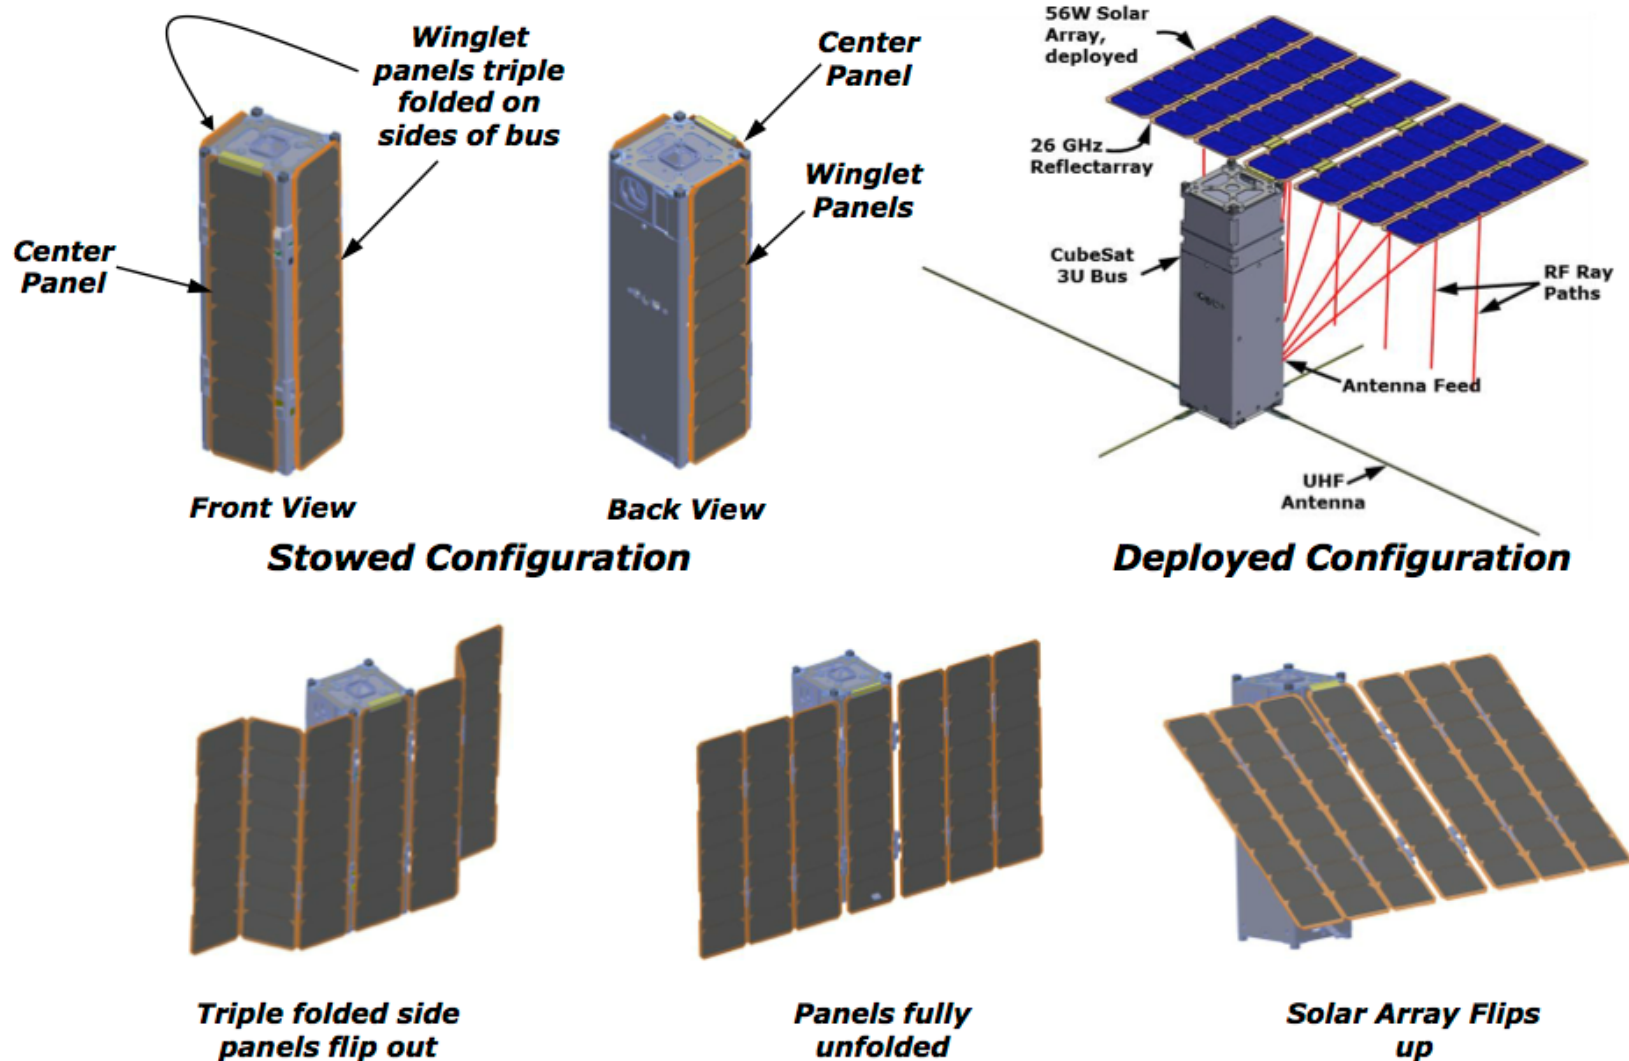 Winglet
panels triple
folded on
sides of bus
Center
Panel
Center
Panel
Winglet
Panels
Front View
Back View
Stowed Configuration
56W Solar
Array,
deployed
26 GHz
Reflectarray
CubeSat
3U Bus
RF Ray
Paths
Antenna Feed
UHF
Antenna
Deployed Configuration
Triple folded side
panels flip out
Panels fully
unfolded
Solar Array Flips
up